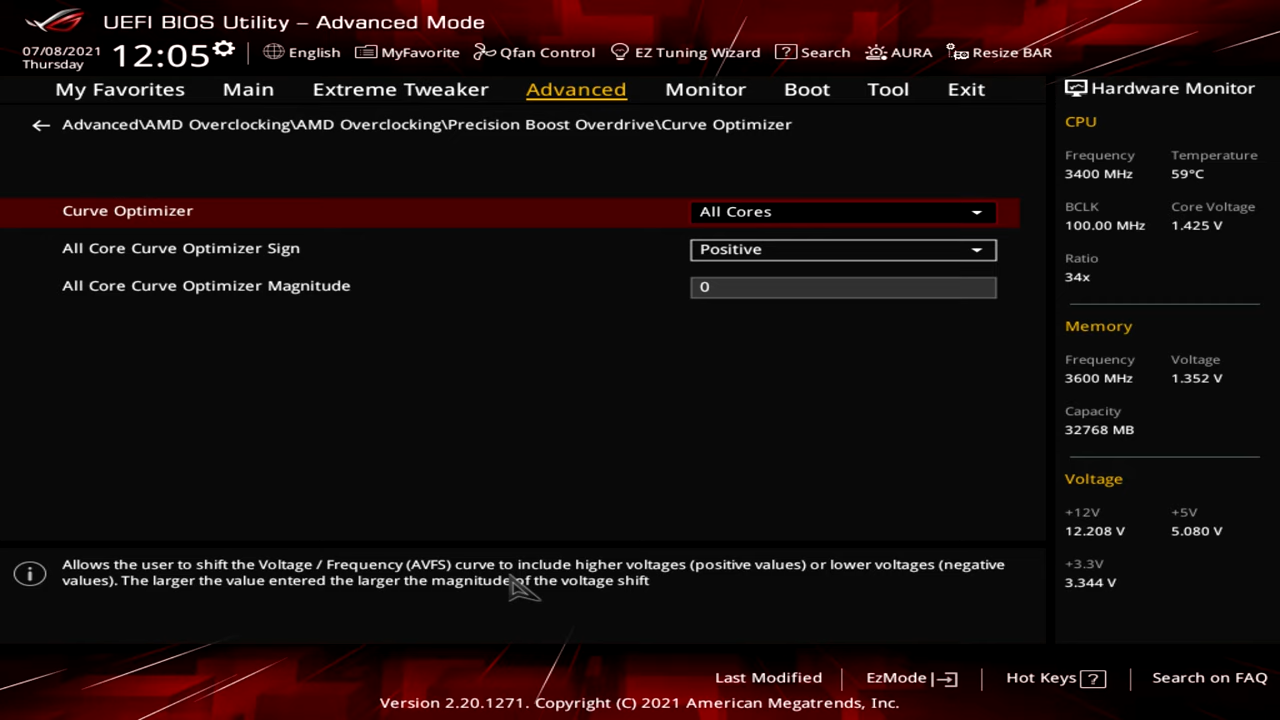 UEFI BIOS Utility – Advanced Mode
07/08/2021
Thursday
12:05
English
MyFavorite
Qfan Control
EZ Tuning Wizard
? Search
AURA
Resize BAR
My Favorites
Main
Extreme Tweaker
Advanced
Monitor
Boot
Tool
Exit
Advanced\AMD Overclocking\AMD Overclocking\Precision Boost Overdrive\Curve Optimizer
Curve Optimizer
All Cores
All Core Curve Optimizer Sign
Positive
All Core Curve Optimizer Magnitude
0
Allows the user to shift the Voltage / Frequency (AVFS) curve to include higher voltages (positive values) or lower voltages (negative
values). The larger the value entered the larger the magnitude of the voltage shift
Hardware Monitor
CPU
Frequency Temperature
3400 MHz 59°C
BCLK Core Voltage
100.00 MHz 1.425 V
Ratio
34x
Memory
Frequency Voltage
3600 MHz 1.352 V
Capacity
32768 MB
Voltage
+12V +5V
12.208 V 5.080 V
+3.3V
3.344 V
Last Modified
EzMode
Hot Keys ?
Search on FAQ
Version 2.20.1271. Copyright (C) 2021 American Megatrends, Inc.